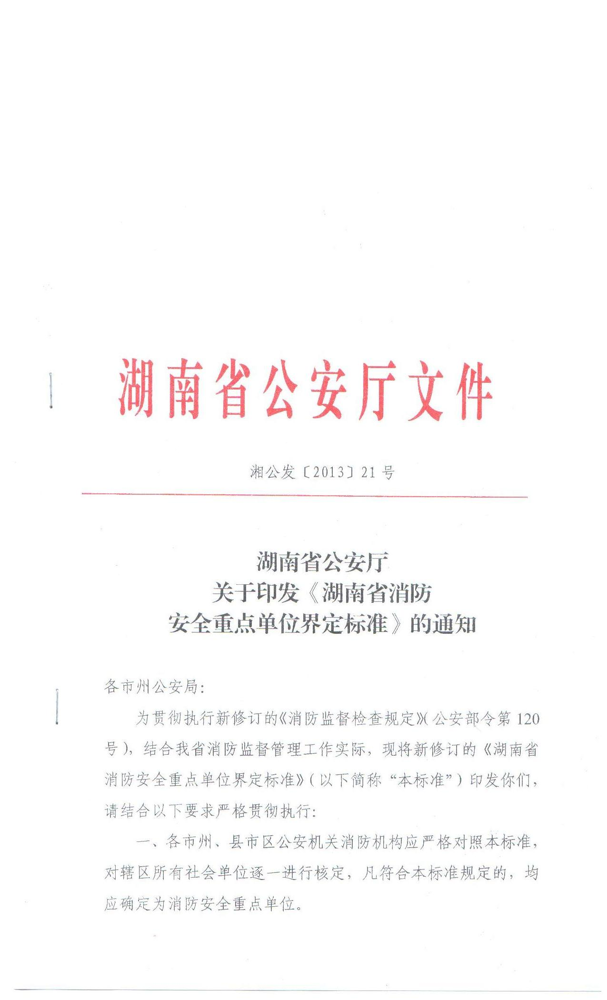 湖南省公安厅文件
湘公发〔2013〕21号
湖南省公安厅
关于印发《湖南省消防
安全重点单位界定标准》的通知
各市州公安局：
为贯彻执行新修订的《消防监督检查规定》（公安部令第120
号），结合我省消防监督管理工作实际，现将新修订的《湖南省
消防安全重点单位界定标准》（以下简称“本标准”）印发你们，
请结合以下要求严格贯彻执行：
一、各市州、县市区公安机关消防机构应严格对照本标准，
对辖区所有社会单位逐一进行核定，凡符合本标准规定的，均
应确定为消防安全重点单位。